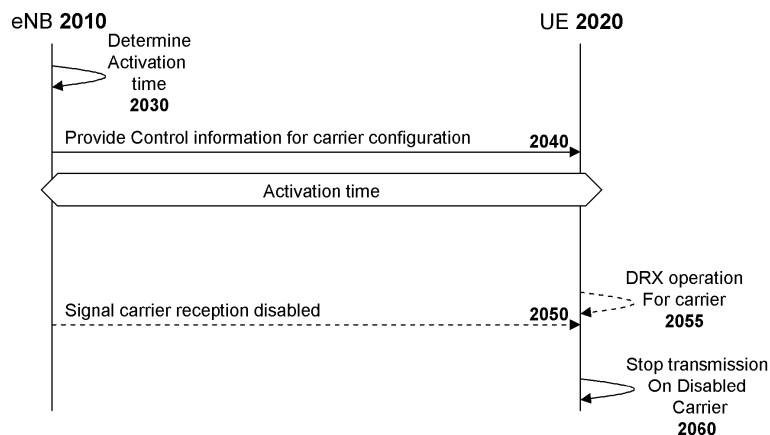 eNB 2010
UE 2020
Determine
Activation
time
2030
Provide Control information for carrier configuration
2040
Activation time
DRX operation
For carrier
2055
Signal carrier reception disabled
2050
Stop transmission
On Disabled
Carrier
2060